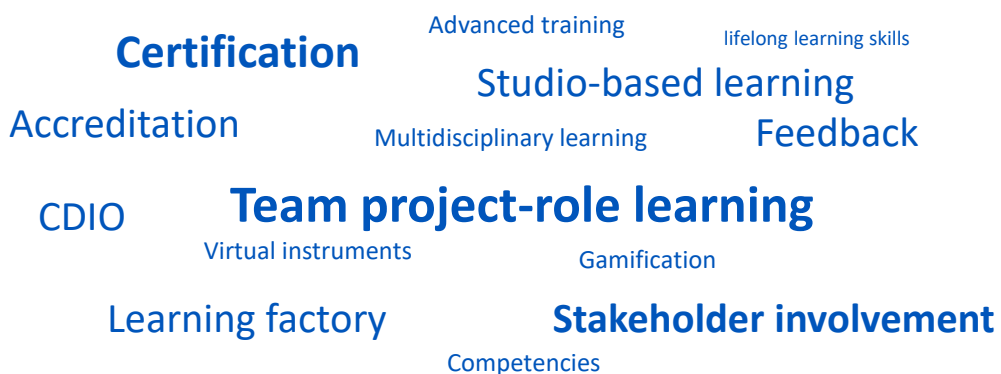 Advanced training
lifelong learning skills
Certification
Studio-based learning
Accreditation
Multidisciplinary learning
Feedback
Team project-role learning
CDIO
Virtual instruments
Gamification
Learning factory
Stakeholder involvement
Competencies